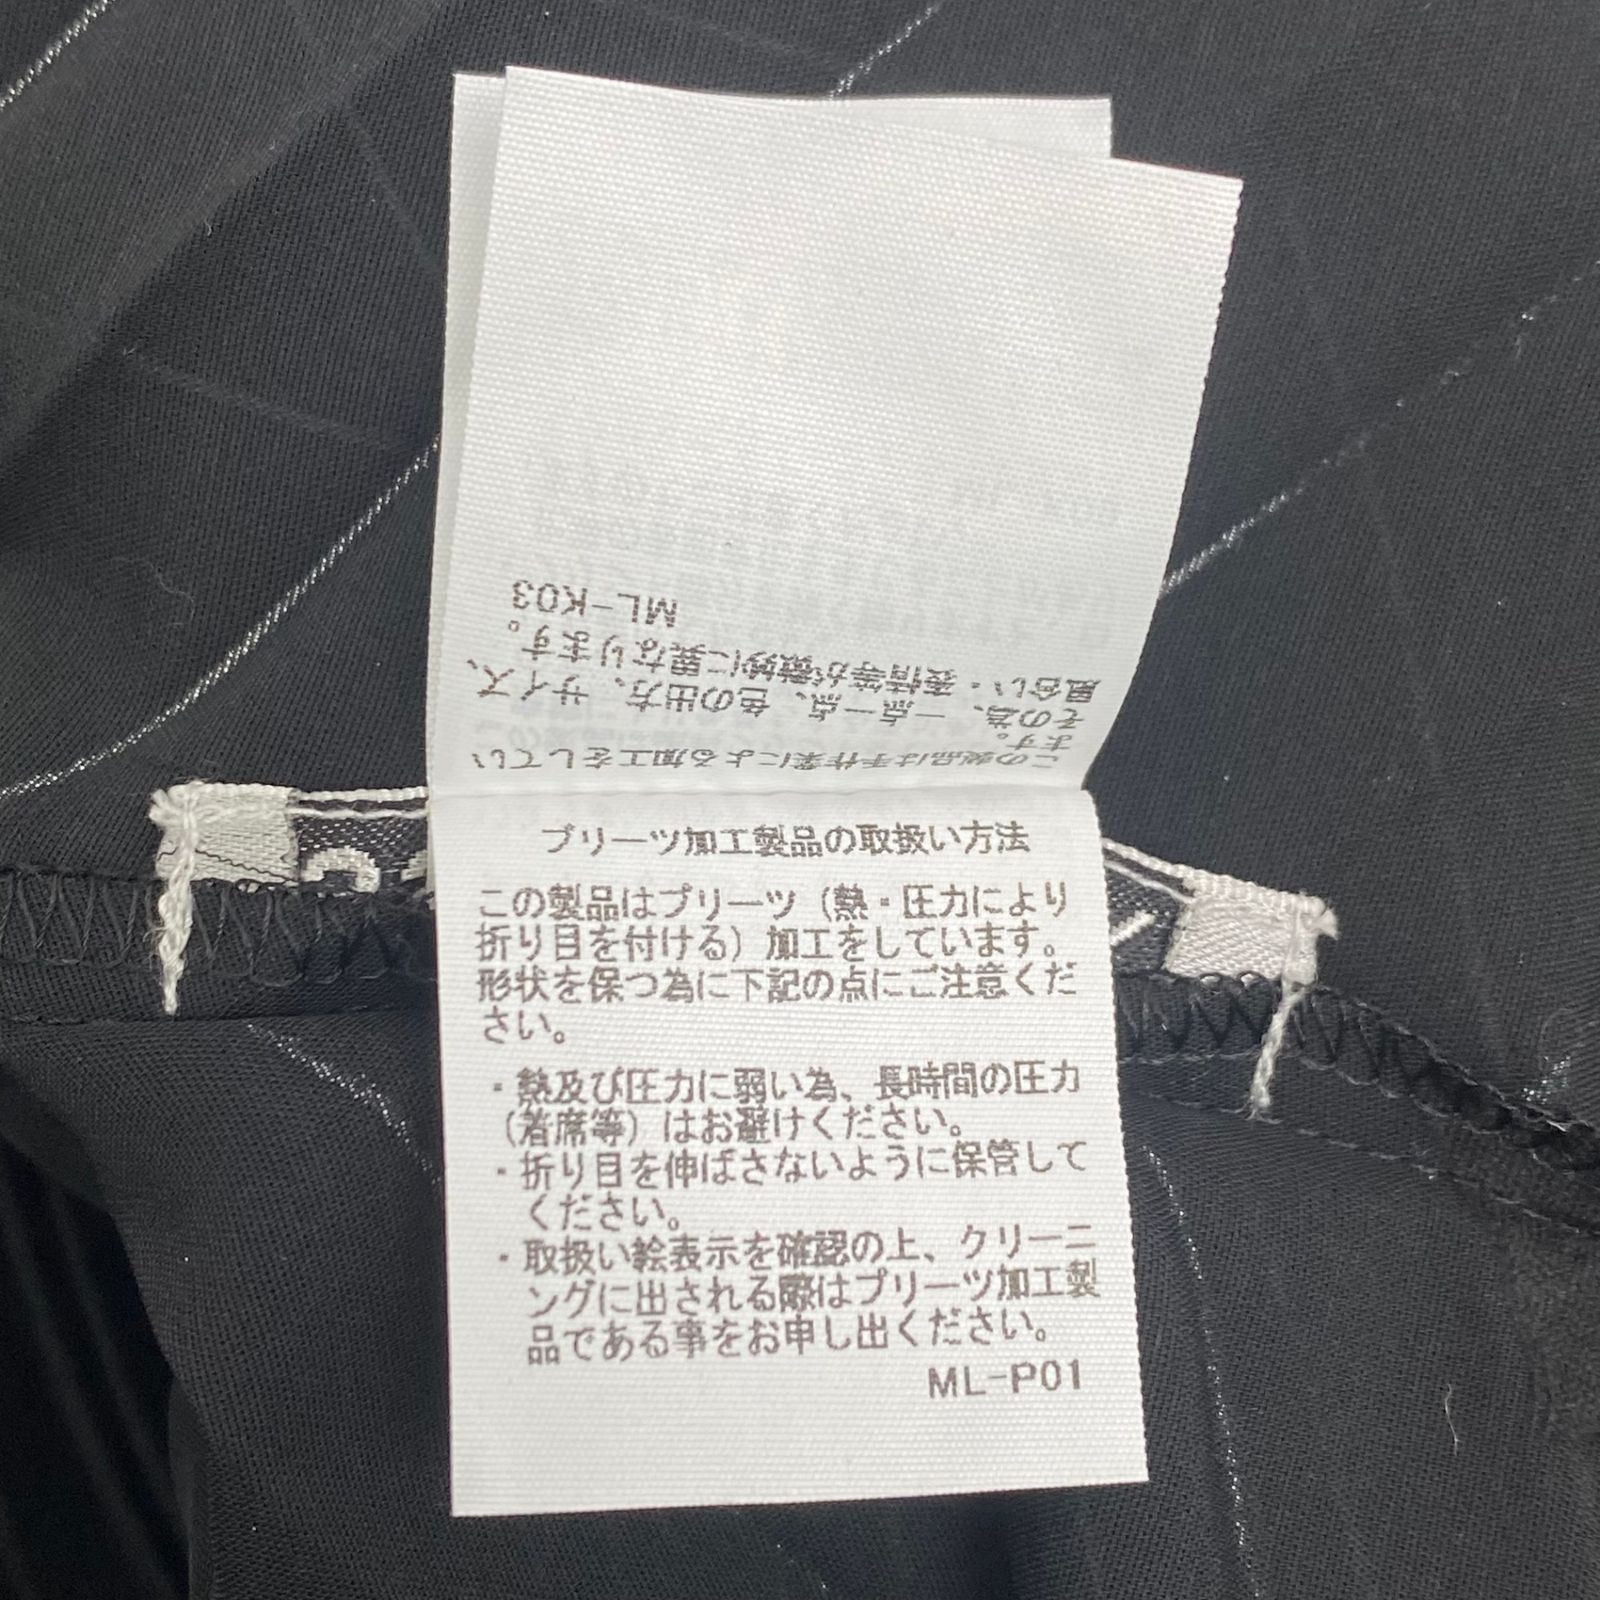 この製品は手作業による加工をしてい
ます。
その為、一点一点、色の出方、サイズ、
風合い・表情等が微妙に異なります。
ML-K03
プリーツ加工製品の取扱い方法
この製品はプリーツ（熱・圧力により
折り目を付ける）加工をしています。
形状を保つ為に下記の点にご注意くだ
さい。
・熱及び圧力に弱い為、長時間の圧力
（着席等）はお避けください。
・折り目を伸ばさないように保管して
ください。
・取扱い絵表示を確認の上、クリーニ
ングに出される際はプリーツ加工製
品である事をお申し出ください。
ML-P01